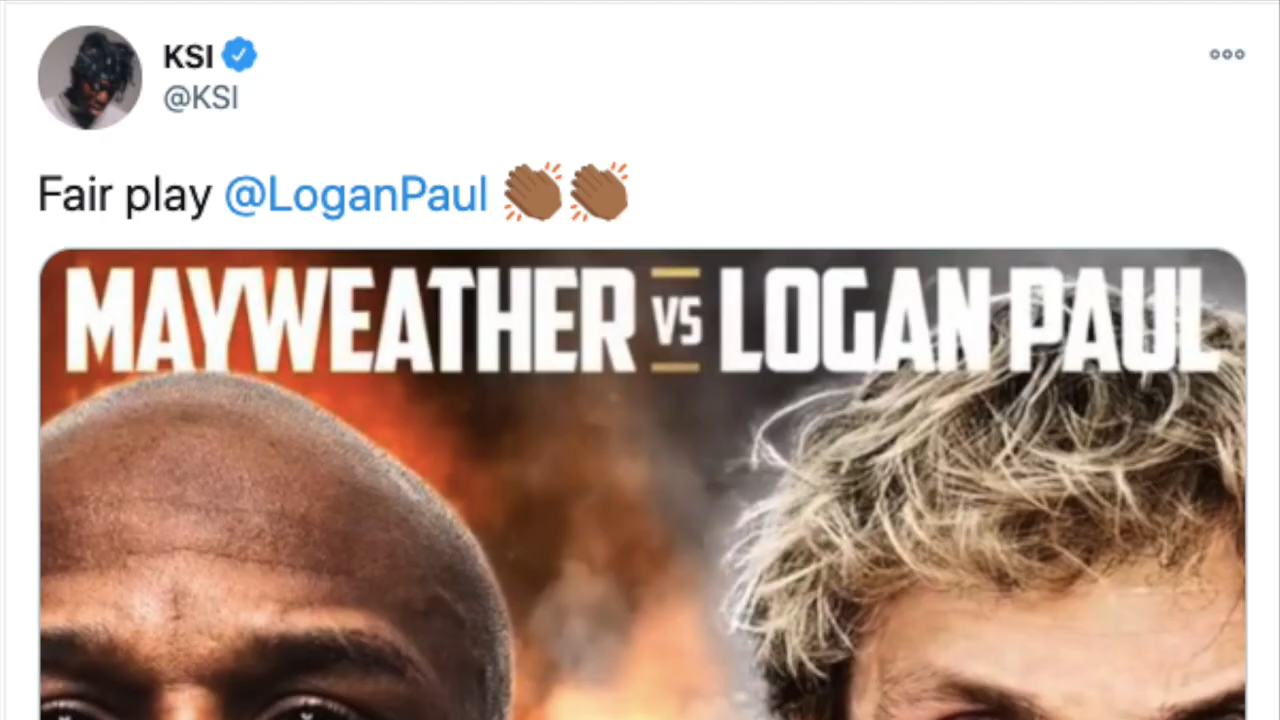 KSI
@KSI
Fair play @LoganPaul 👏🏾👏🏾
MAYWEATHER VS LOGAN PAUL